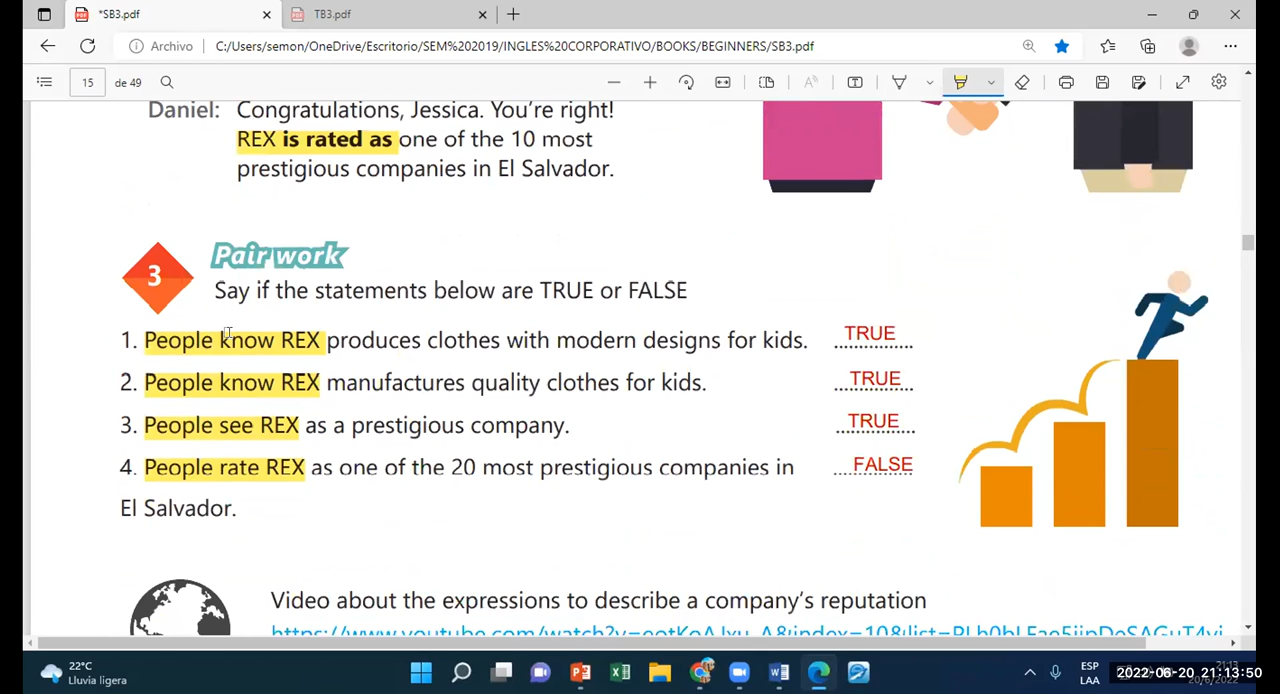 *SB3.pdf
TB3.pdf
Archivo
C:/Users/semon/OneDrive/Escritorio/SEM%202019/INGLES%20CORPORATIVO/BOOKS/BEGINNERS/SB3.pdf
15
de 49
Daniel: Congratulations, Jessica. You're right!
REX is rated as one of the 10 most
prestigious companies in El Salvador.
3
Pair work
Say if the statements below are TRUE or FALSE
1. People know REX produces clothes with modern designs for kids. TRUE
2. People know REX manufactures quality clothes for kids. TRUE
3. People see REX as a prestigious company. TRUE
4. People rate REX as one of the 20 most prestigious companies in FALSE
El Salvador.
Video about the expressions to describe a company's reputation
22°C
Lluvia ligera
ESP
LAA
2022-06-20 21:13:50